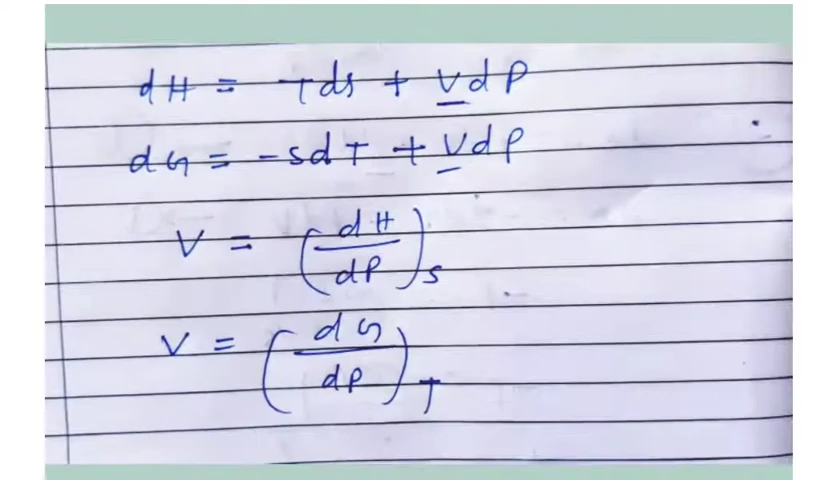 dH = Tds + VdP
dG = -SdT + VdP
V = (dH/dP)s
V = (dG/dP)T